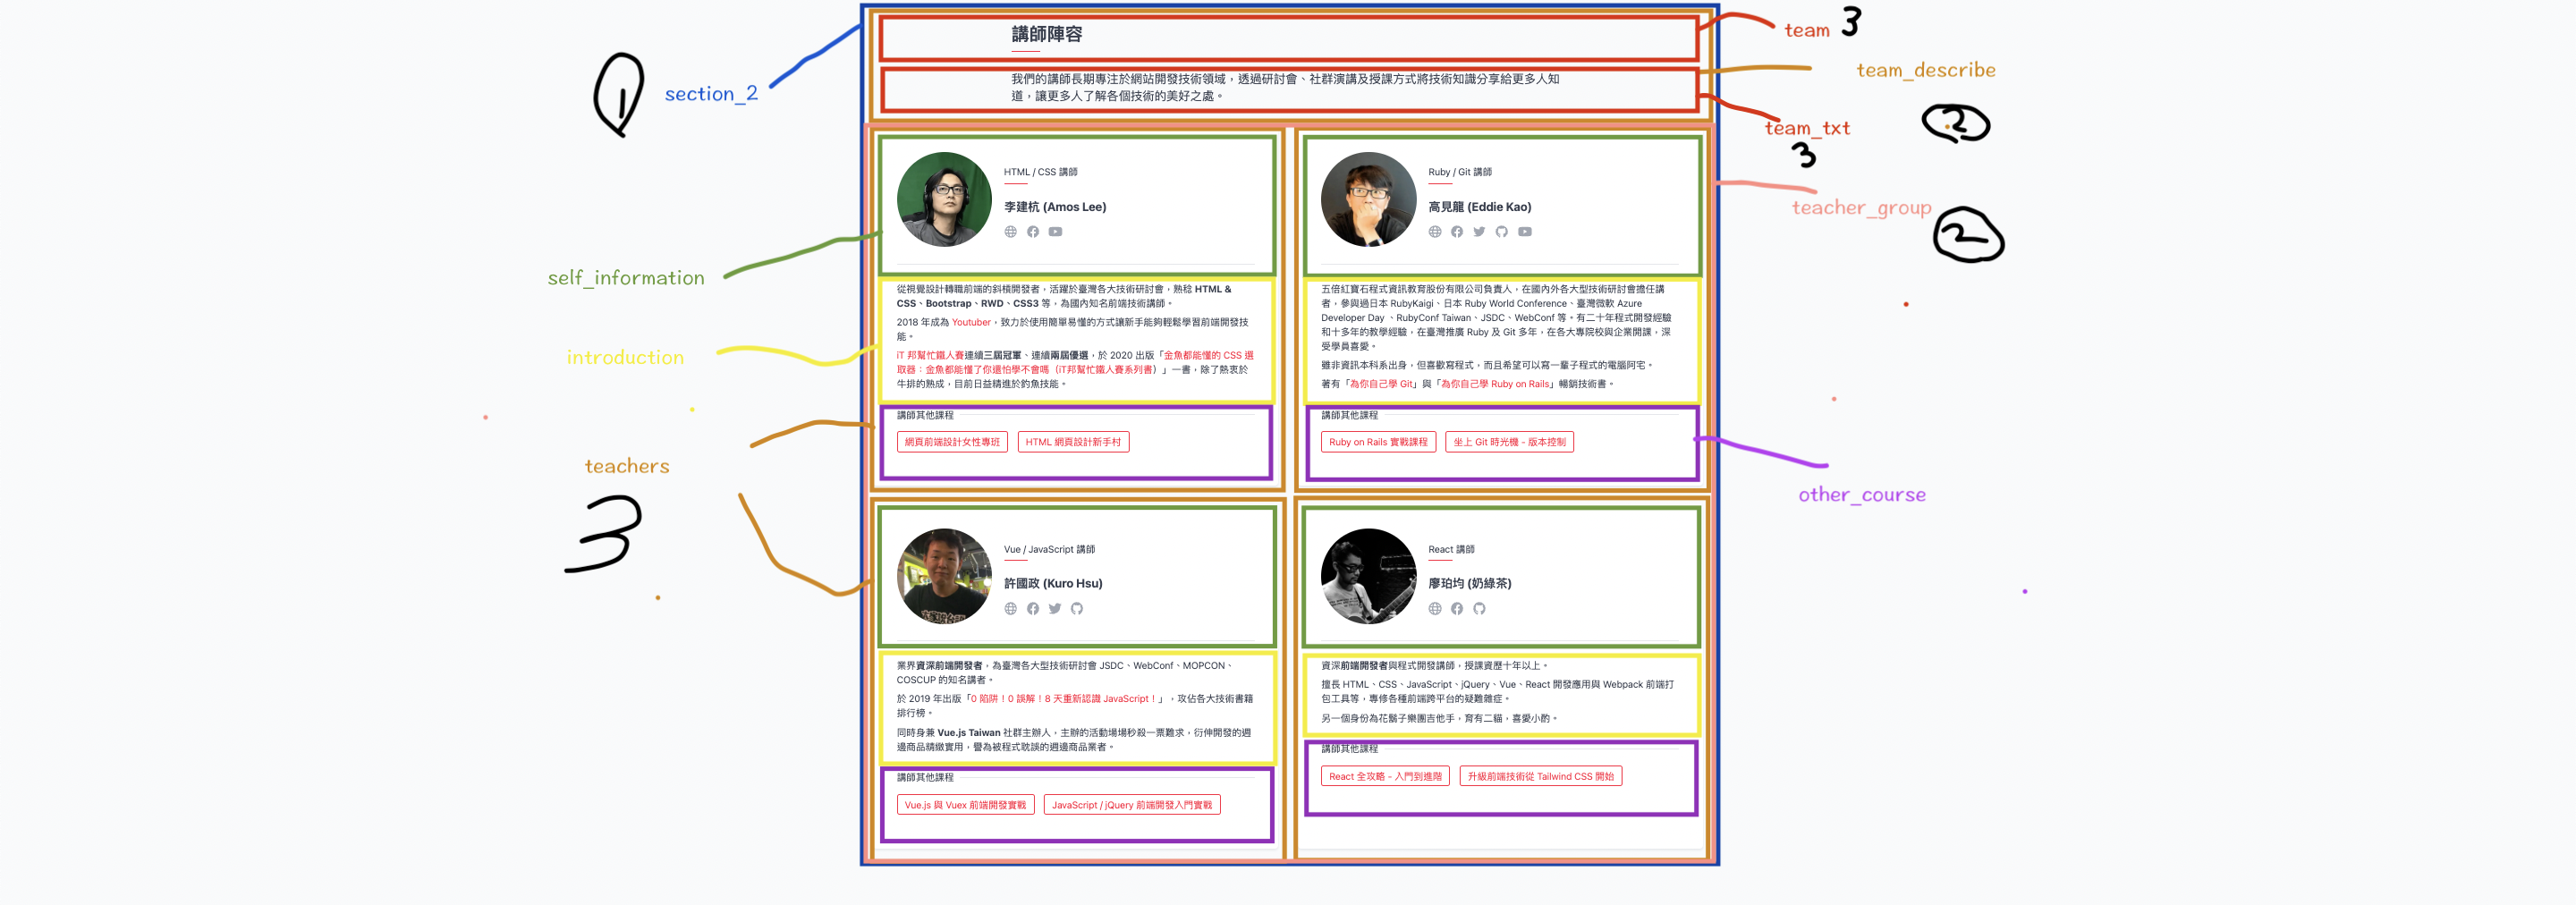 講師陣容
我們的講師長期專注於網站開發技術領域，透過研討會、社群演講及授課方式將技術知識分享給更多人知
道，讓更多人了解各個技術的美好之處。
team 3
team_describe
2
team_txt
3
teacher_group
2
1
section_2
self_information
introduction
teachers
3
other_course
HTML / CSS 講師
李建杭 (Amos Lee)
從視覺設計轉職前端的斜槓開發者，活躍於臺灣各大技術研討會，熟稔 HTML &
CSS、Bootstrap、RWD、CSS3 等，為國內知名前端技術講師。
2018 年成為 Youtuber，致力於使用簡單易懂的方式讓新手能夠輕鬆學習前端開發技
能。
iT 邦幫忙鐵人賽連續三屆冠軍、連續兩屆優選，於 2020 出版「金魚都能懂的 CSS 選
取器：金魚都能懂了你還怕學不會嗎（iT邦幫忙鐵人賽系列書）」一書，除了熱衷於
牛排的熟成，目前日益精進於釣魚技能。
講師其他課程
網頁前端設計女性專班
HTML 網頁設計新手村
Ruby / Git 講師
高見龍 (Eddie Kao)
五倍紅寶石程式資訊教育股份有限公司負責人，在國內外各大型技術研討會擔任講
者，參與過日本 RubyKaigi、日本 Ruby World Conference、臺灣微軟 Azure
Developer Day 、RubyConf Taiwan、JSDC、WebConf 等。有二十年程式開發經驗
和十多年的教學經驗，在臺灣推廣 Ruby 及 Git 多年，在各大專院校與企業開課，深
受學員喜愛。
雖非資訊本科系出身，但喜歡寫程式，而且希望可以寫一輩子程式的電腦阿宅。
著有「為你自己學 Git」與「為你自己學 Ruby on Rails」暢銷技術書。
講師其他課程
Ruby on Rails 實戰課程
坐上 Git 時光機 - 版本控制
Vue / JavaScript 講師
許國政 (Kuro Hsu)
業界資深前端開發者，為臺灣各大型技術研討會 JSDC、WebConf、MOPCON、
COSCUP 的知名講者。
於 2019 年出版「0 陷阱！0 誤解！8 天重新認識 JavaScript！」，攻佔各大技術書籍
排行榜。
同時身兼 Vue.js Taiwan 社群主辦人，主辦的活動場場秒殺一票難求，衍伸開發的週
邊商品精緻實用，譽為被程式耽誤的週邊商品業者。
講師其他課程
Vue.js 與 Vuex 前端開發實戰
JavaScript / jQuery 前端開發入門實戰
React 講師
廖珀均 (奶綠茶)
資深前端開發者與程式開發講師，授課資歷十年以上。
擅長 HTML、CSS、JavaScript、jQuery、Vue、React 開發應用與 Webpack 前端打
包工具等，專修各種前端跨平台的疑難雜症。
另一個身份為花鬍子樂團吉他手，育有二貓，喜愛小酌。
講師其他課程
React 全攻略 - 入門到進階
升級前端技術從 Tailwind CSS 開始